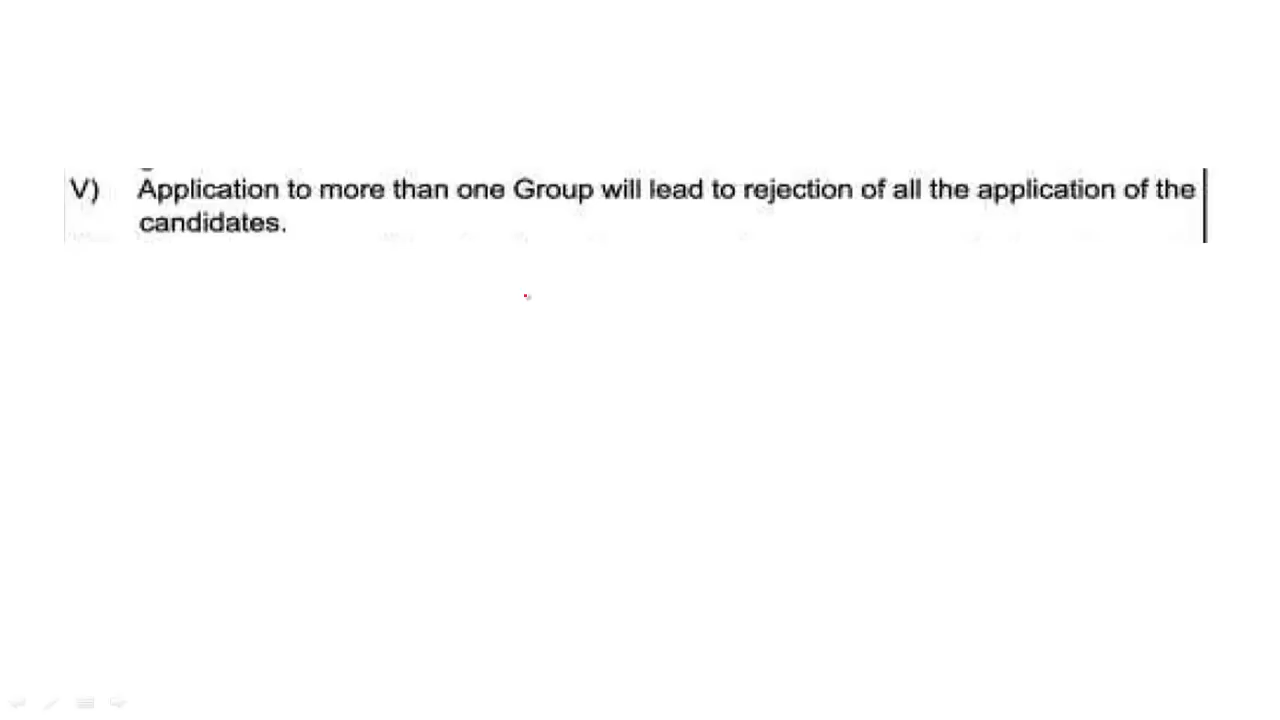 V) Application to more than one Group will lead to rejection of all the application of the
candidates.